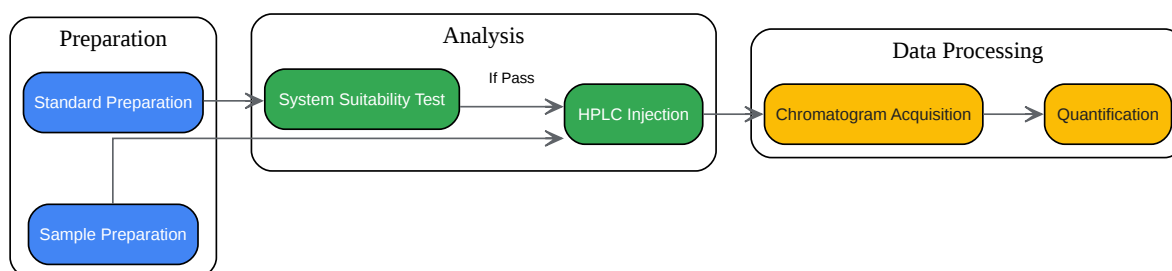 Preparation
Standard Preparation
Sample Preparation
Analysis
System Suitability Test
If Pass
HPLC Injection
Data Processing
Chromatogram Acquisition
Quantification